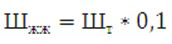 Шжж = Шт * 0,1